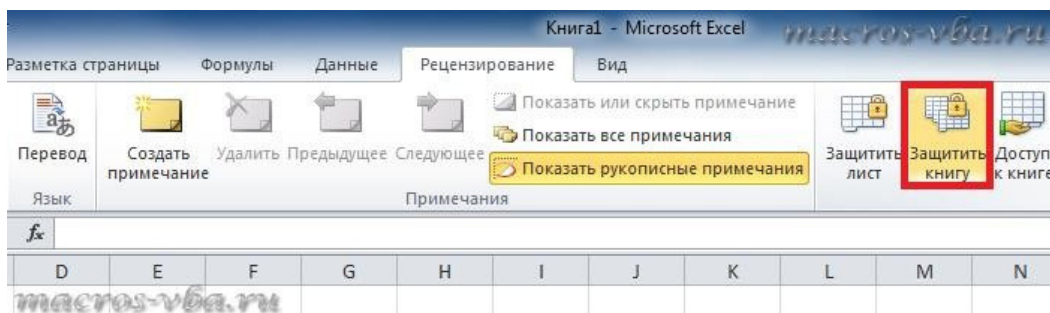 Книга1 - Microsoft Excel
macros-vba.ru
Разметка страницы Формулы Данные Рецензирование Вид
Перевод
Создать примечание
Удалить
Предыдущее
Следующее
Показать или скрыть примечание
Показать все примечания
Показать рукописные примечания
Защитить лист
Защитить книгу
Доступ к книге
Язык
Примечания
fx
D E F G H I J K L M N
macros-vba.ru